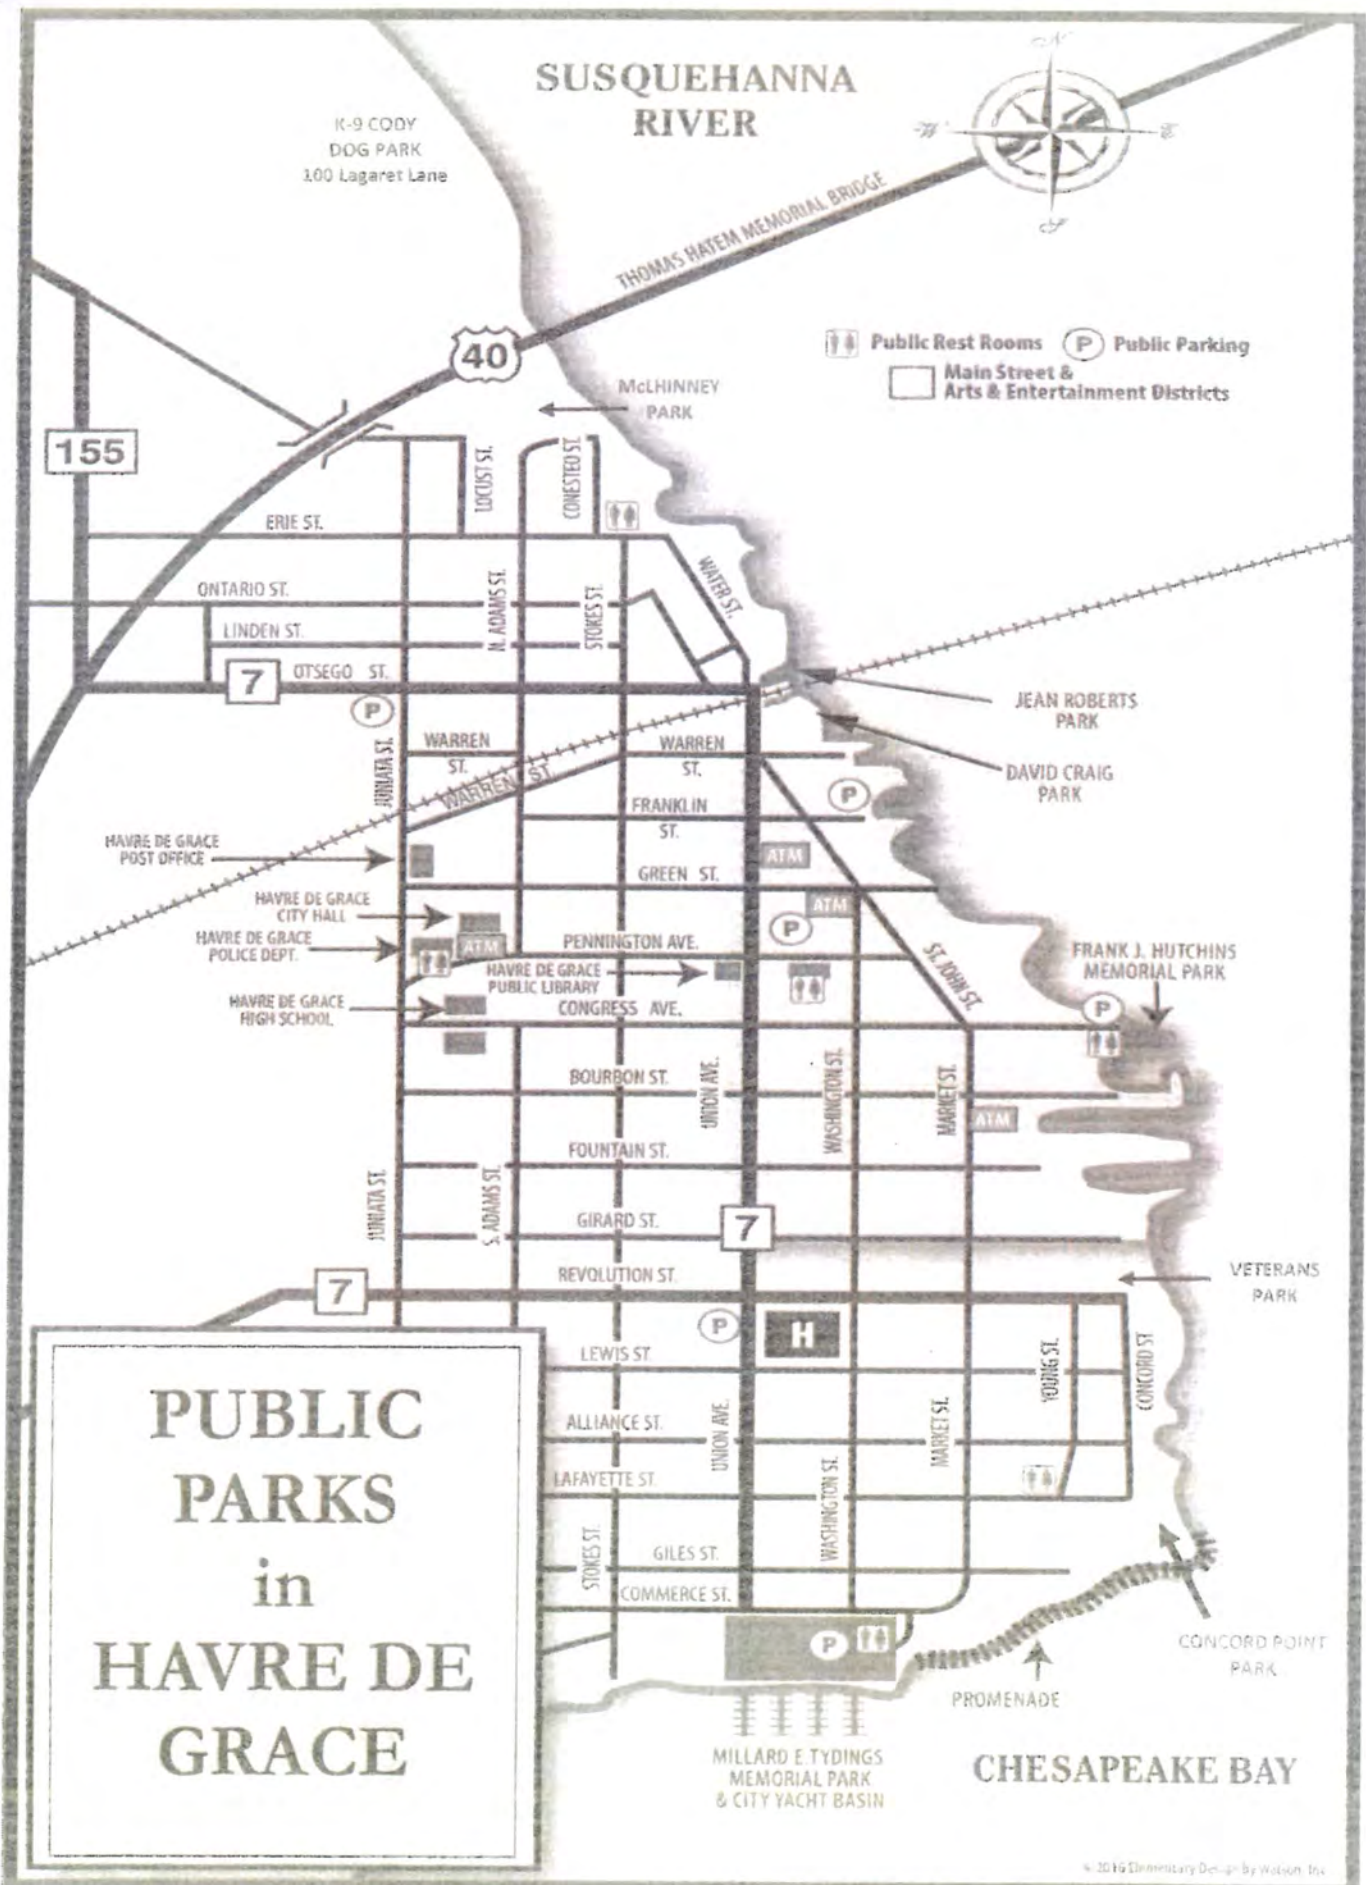 SUSQUEHANNA
RIVER
K-9 CODY
DOG PARK
100 Lagaret Lane
N
W
E
S
THOMAS HATEM MEMORIAL BRIDGE
40
Public Rest Rooms
P Public Parking
Main Street &
Arts & Entertainment Districts
McLHINNEY
PARK
155
LOCUST ST.
CONESTEO ST.
ERIE ST.
WATER ST.
ONTARIO ST.
N. ADAMS ST.
STOKES ST.
LINDEN ST.
7
OTSEGO ST.
P
JEAN ROBERTS
PARK
JUNIATA ST.
WARREN
ST.
WARREN
ST.
WARREN ST.
DAVID CRAIG
PARK
P
FRANKLIN
ST.
HAVRE DE GRACE
POST OFFICE
ATM
GREEN ST.
HAVRE DE GRACE
CITY HALL
ATM
P
HAVRE DE GRACE
POLICE DEPT.
ATM
PENNINGTON AVE.
ST. JOHN ST.
FRANK J. HUTCHINS
MEMORIAL PARK
HAVRE DE GRACE
PUBLIC LIBRARY
HAVRE DE GRACE
HIGH SCHOOL
CONGRESS AVE.
P
BOURBON ST.
UNION AVE.
WASHINGTON ST.
MARKET ST.
ATM
FOUNTAIN ST.
JUNIATA ST.
S. ADAMS ST.
GIRARD ST.
7
REVOLUTION ST.
VETERANS
PARK
7
P
H
LEWIS ST.
YOUNG ST.
CONCORD ST.
ALLIANCE ST.
UNION AVE.
MARKET ST.
LAFAYETTE ST.
WASHINGTON ST.
STOKES ST.
GILES ST.
COMMERCE ST.
P
CONCORD POINT
PARK
PROMENADE
MILLARD E. TYDINGS
MEMORIAL PARK
& CITY YACHT BASIN
CHESAPEAKE BAY
PUBLIC
PARKS
in
HAVRE DE
GRACE
© 2016 Elementary Design By Watson, Inc.